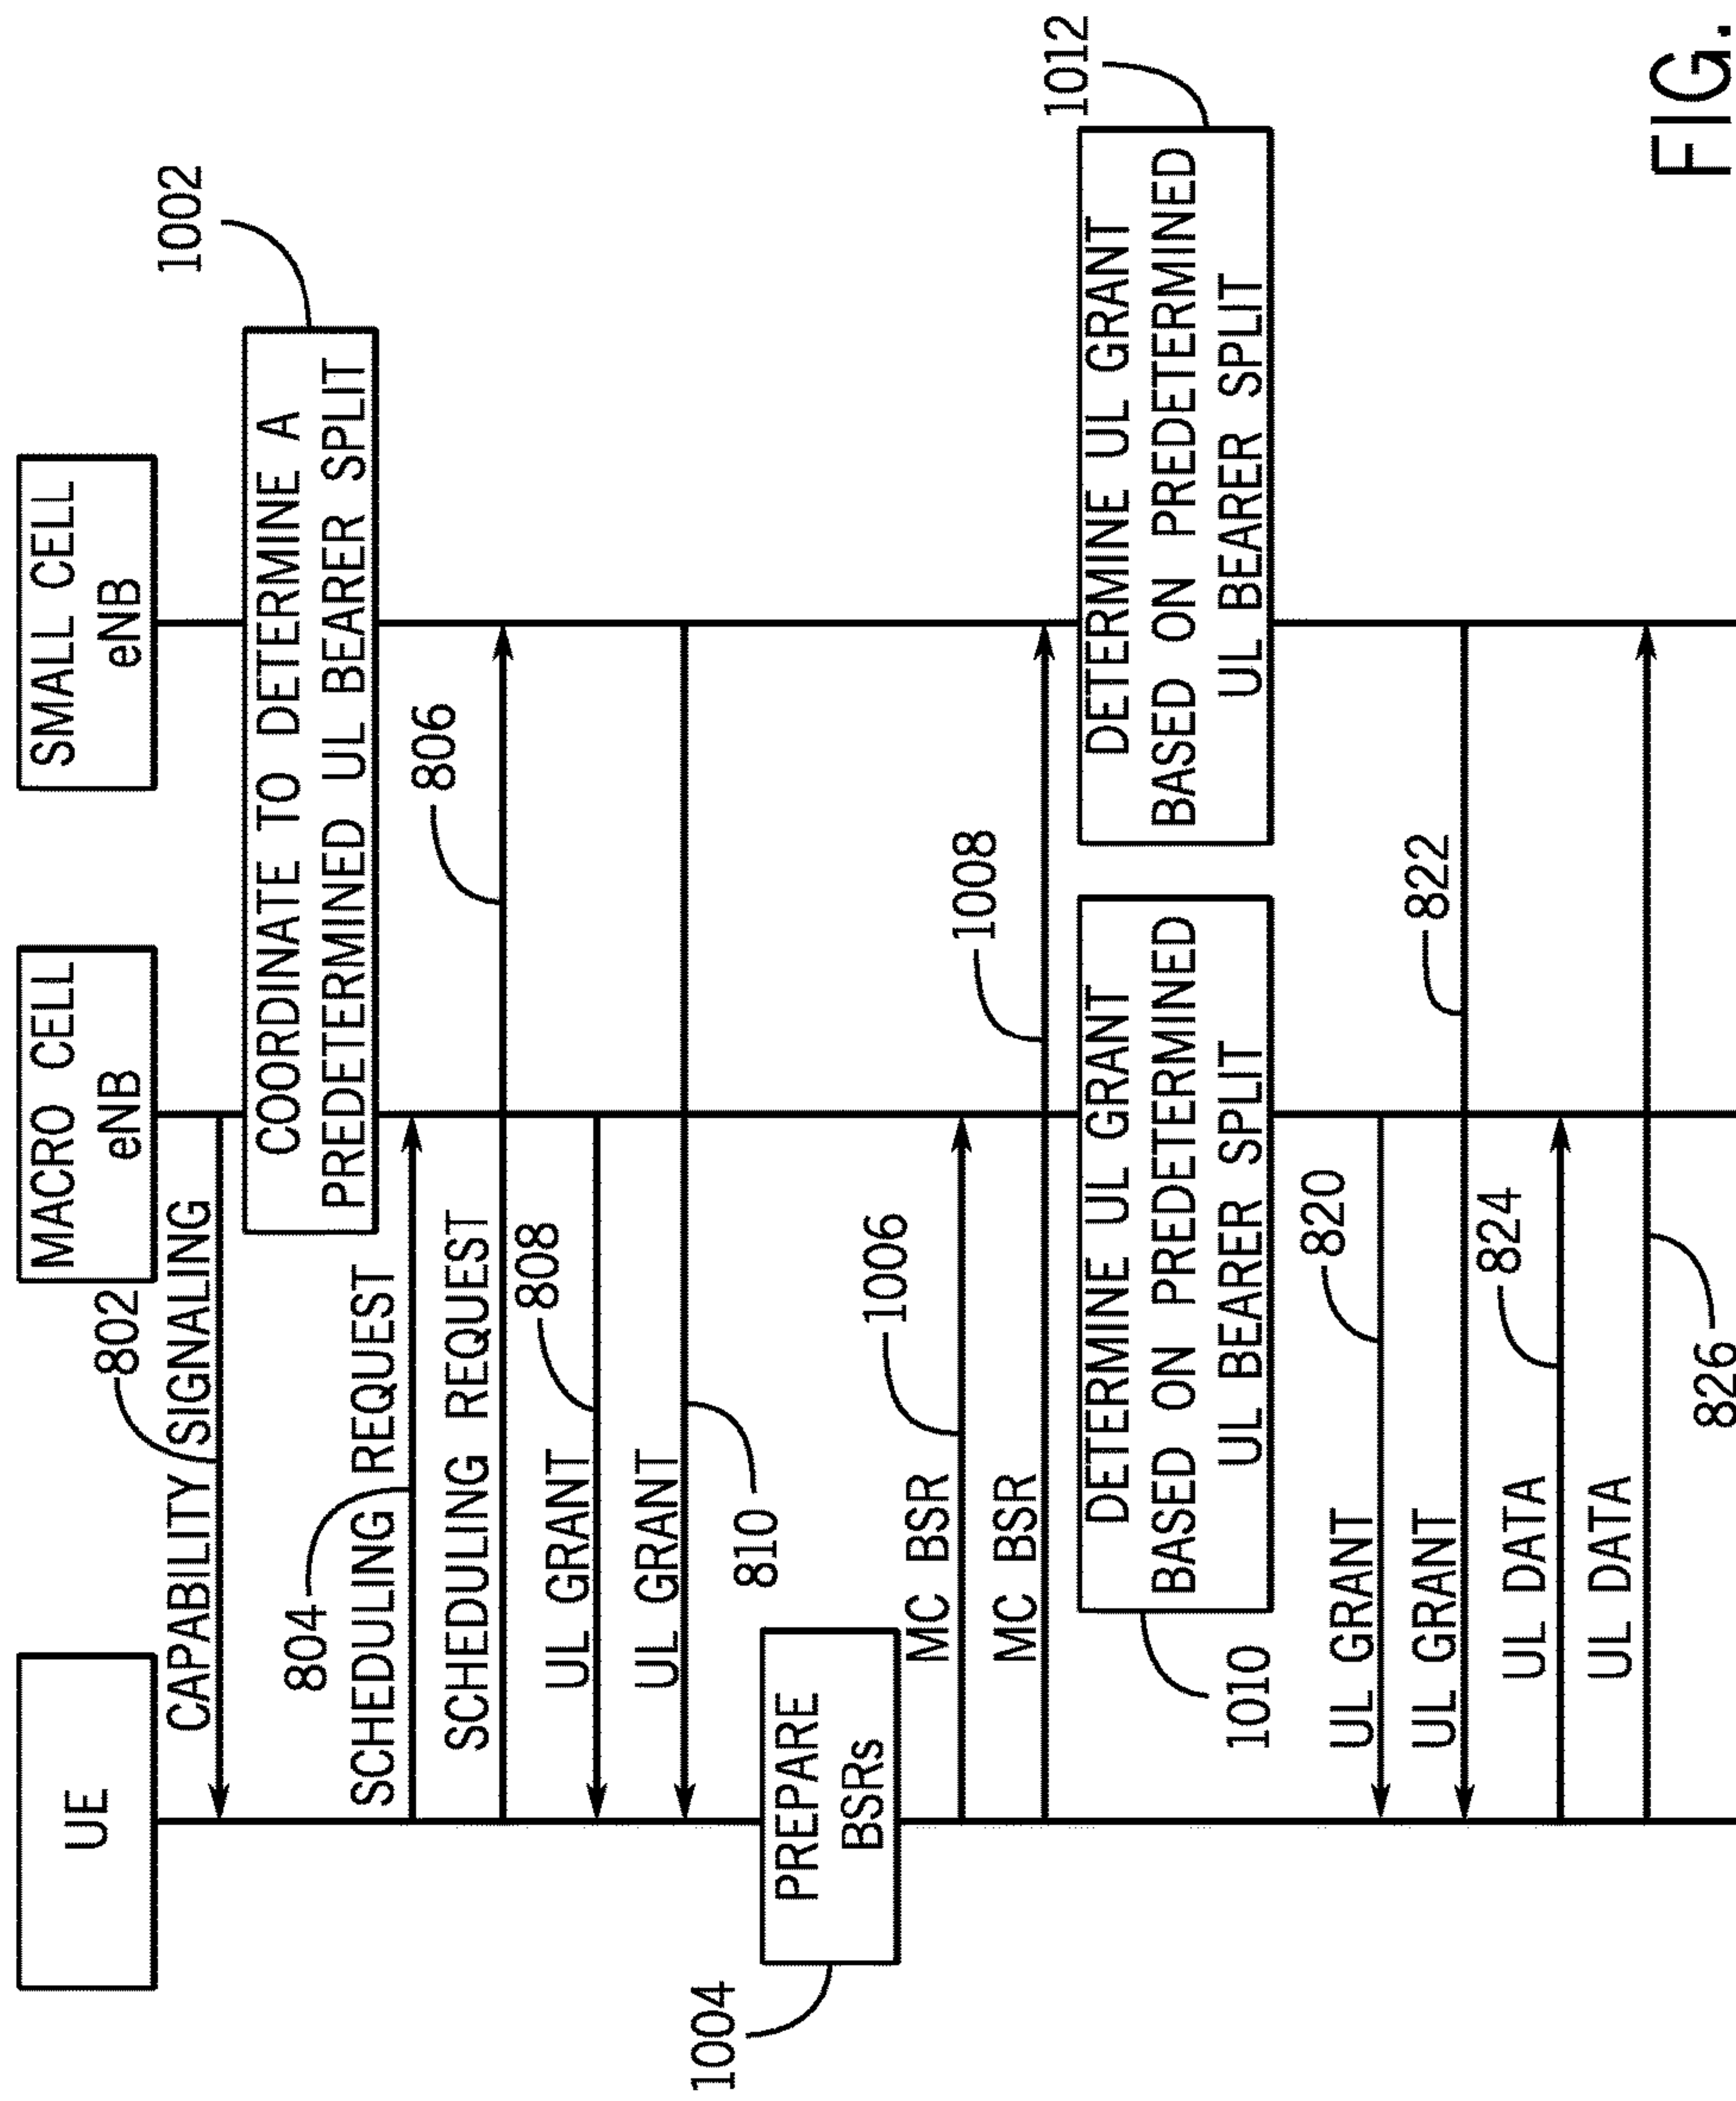 UE
MACRO CELL
eNB
SMALL CELL
eNB
802
CAPABILITY SIGNALING
1002
COORDINATE TO DETERMINE A
PREDETERMINED UL BEARER SPLIT
804
SCHEDULING REQUEST
806
SCHEDULING REQUEST
808
UL GRANT
UL GRANT
810
1004
PREPARE
BSRs
1006
MC BSR
1008
MC BSR
DETERMINE UL GRANT
BASED ON PREDETERMINED
UL BEARER SPLIT
1010
DETERMINE UL GRANT
BASED ON PREDETERMINED
UL BEARER SPLIT
1012
820
UL GRANT
822
UL GRANT
824
UL DATA
UL DATA
826
FIG.